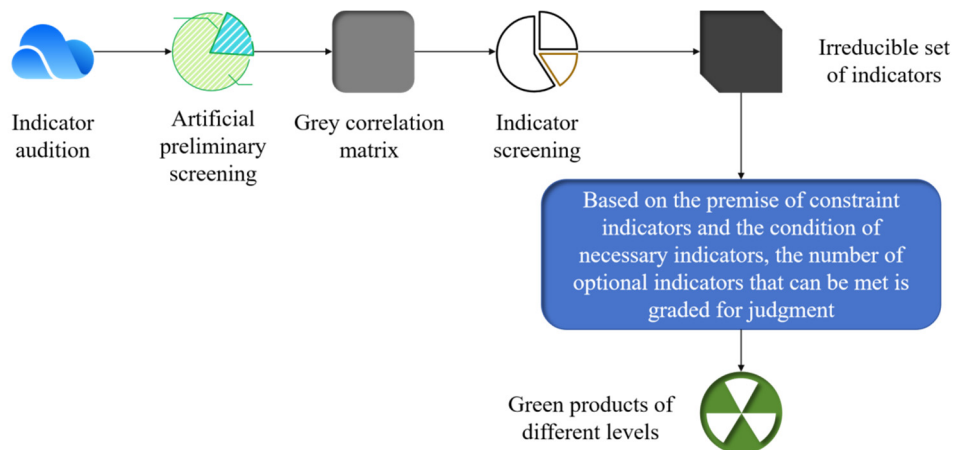 Indicator
audition
Artificial
preliminary
screening
Grey correlation
matrix
Indicator
screening
Irreducible set
of indicators
Based on the premise of constraint
indicators and the condition of
necessary indicators, the number of
optional indicators that can be met is
graded for judgment
Green products of
different levels